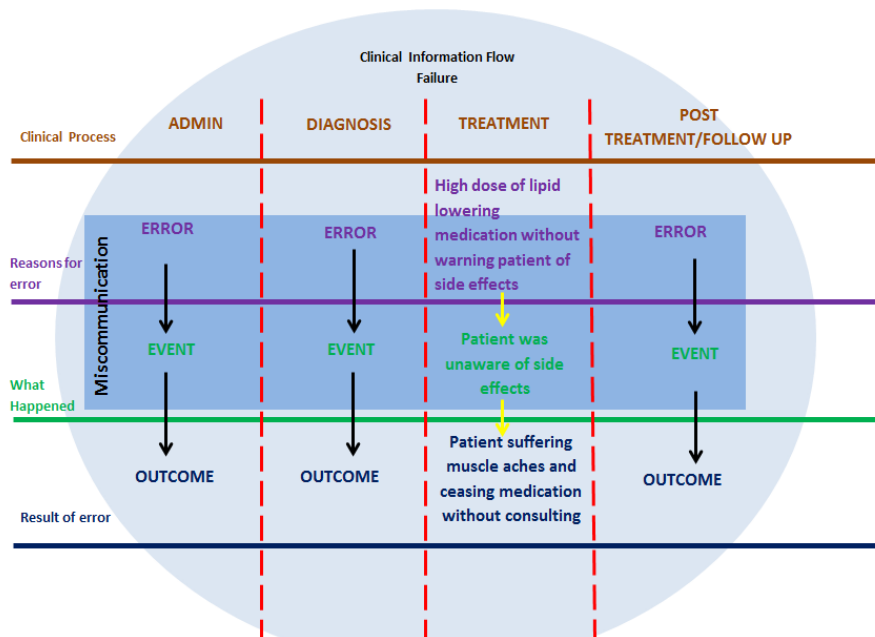 Clinical Information Flow
Failure
Clinical Process
ADMIN
DIAGNOSIS
TREATMENT
POST
TREATMENT/FOLLOW UP
Miscommunication
Reasons for
error
ERROR
ERROR
High dose of lipid
lowering
medication without
warning patient of
side effects
ERROR
What
Happened
EVENT
EVENT
Patient was
unaware of side
effects
EVENT
Result of error
OUTCOME
OUTCOME
Patient suffering
muscle aches and
ceasing medication
without consulting
OUTCOME